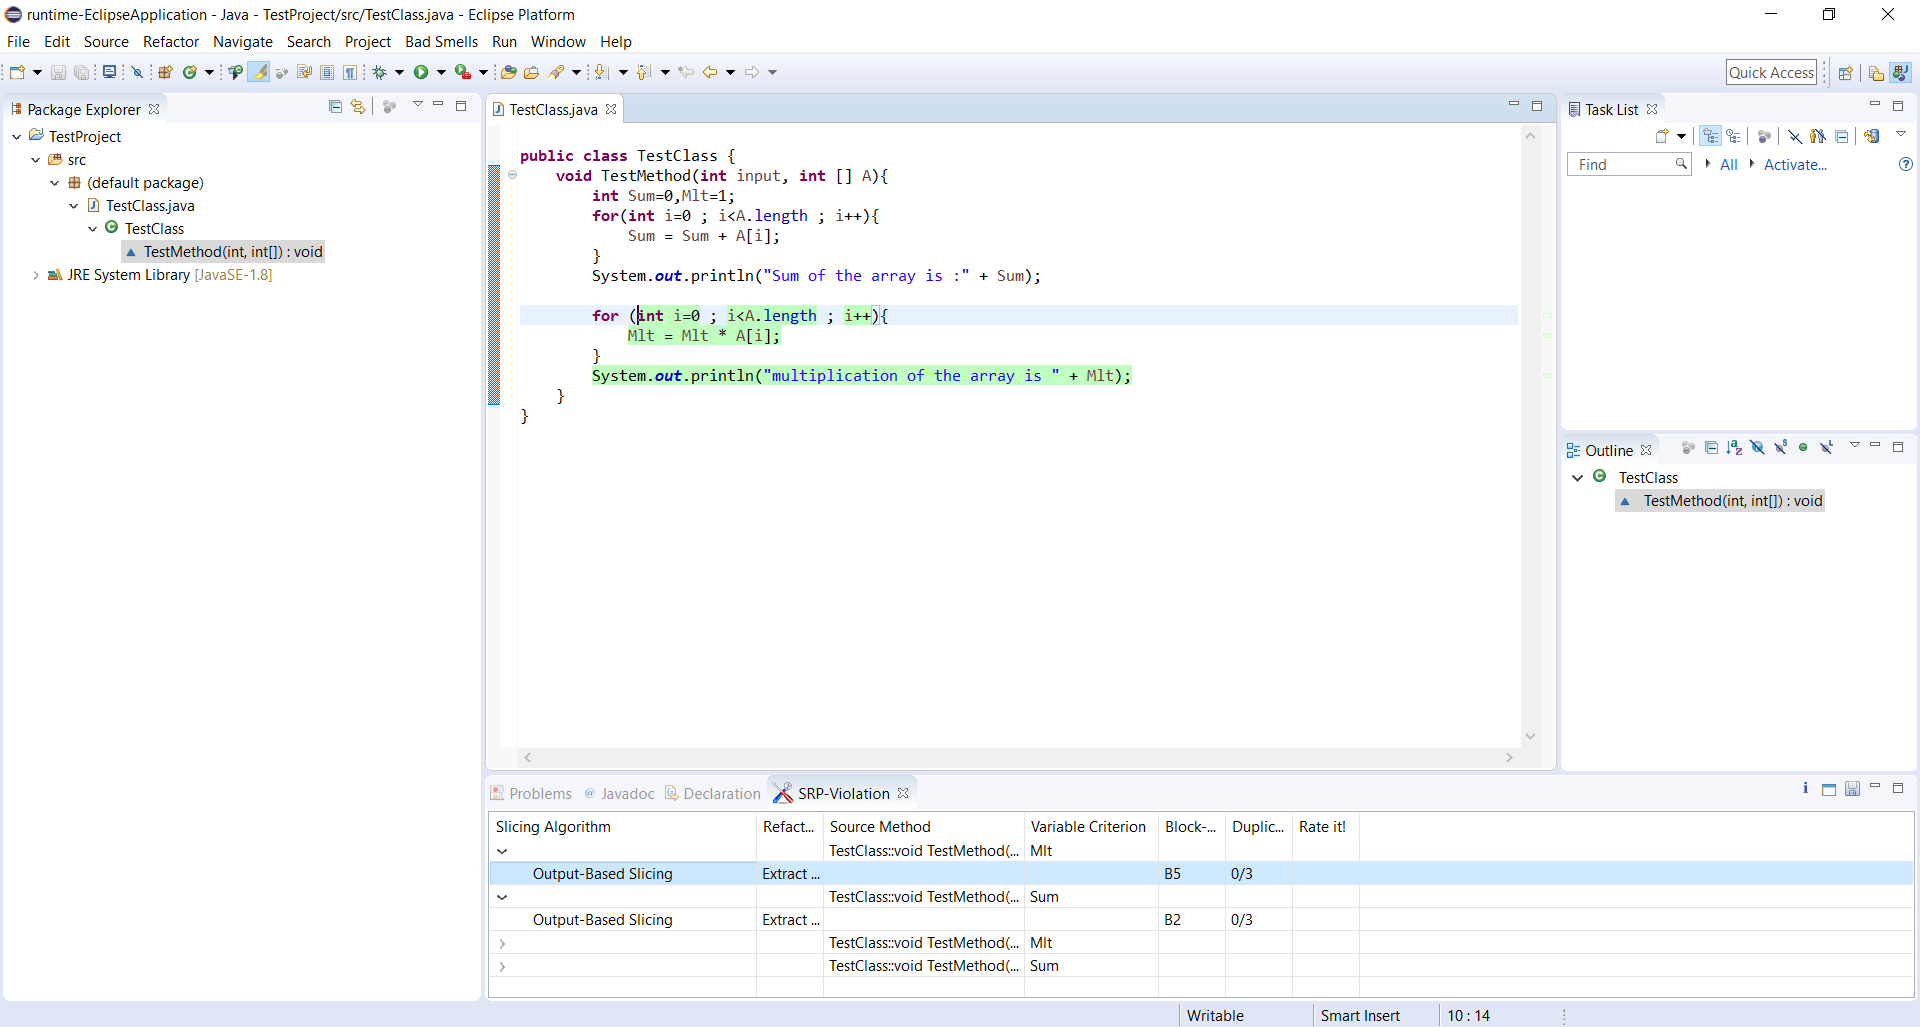 runtime-EclipseApplication - Java - TestProject/src/TestClass.java - Eclipse Platform
File Edit Source Refactor Navigate Search Project Bad Smells Run Window Help
Quick Access
Package Explorer
TestProject
src
(default package)
TestClass.java
TestClass
TestMethod(int, int[]) : void
JRE System Library [JavaSE-1.8]
TestClass.java
public class TestClass {
void TestMethod(int input, int [] A){
int Sum=0,Mlt=1;
for(int i=0 ; i<A.length ; i++){
Sum = Sum + A[i];
}
System.out.println("Sum of the array is :" + Sum);
for (int i=0 ; i<A.length ; i++){
Mlt = Mlt * A[i];
}
System.out.println("multiplication of the array is " + Mlt);
}
}
Task List
Find All Activate...
Outline
TestClass
TestMethod(int, int[]) : void
Problems @ Javadoc Declaration SRP-Violation
Slicing Algorithm Refact... Source Method Variable Criterion Block-... Duplic... Rate it!
TestClass::void TestMethod(... Mlt
Output-Based Slicing Extract ... B5 0/3
TestClass::void TestMethod(... Sum
Output-Based Slicing Extract ... B2 0/3
TestClass::void TestMethod(... Mlt
TestClass::void TestMethod(... Sum
Writable Smart Insert 10 : 14